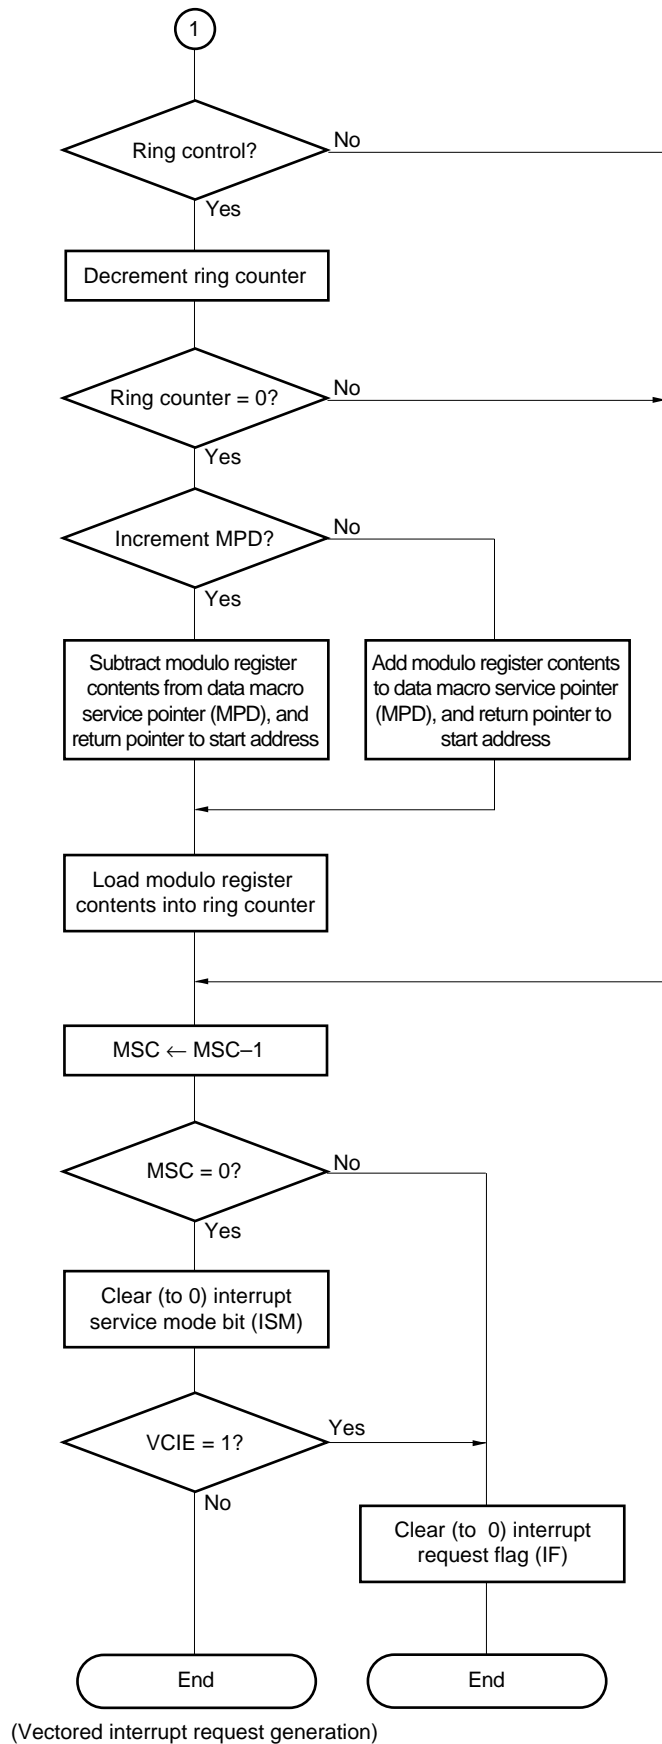 1
Ring control?
No
Yes
Decrement ring counter
Ring counter = 0?
No
Yes
Increment MPD?
No
Yes
Subtract modulo register
contents from data macro
service pointer (MPD), and
return pointer to start address
Add modulo register contents
to data macro service pointer
(MPD), and return pointer to
start address
Load modulo register
contents into ring counter
MSC ← MSC–1
MSC = 0?
No
Yes
Clear (to 0) interrupt
service mode bit (ISM)
VCIE = 1?
Yes
No
Clear (to 0) interrupt
request flag (IF)
End
End
(Vectored interrupt request generation)